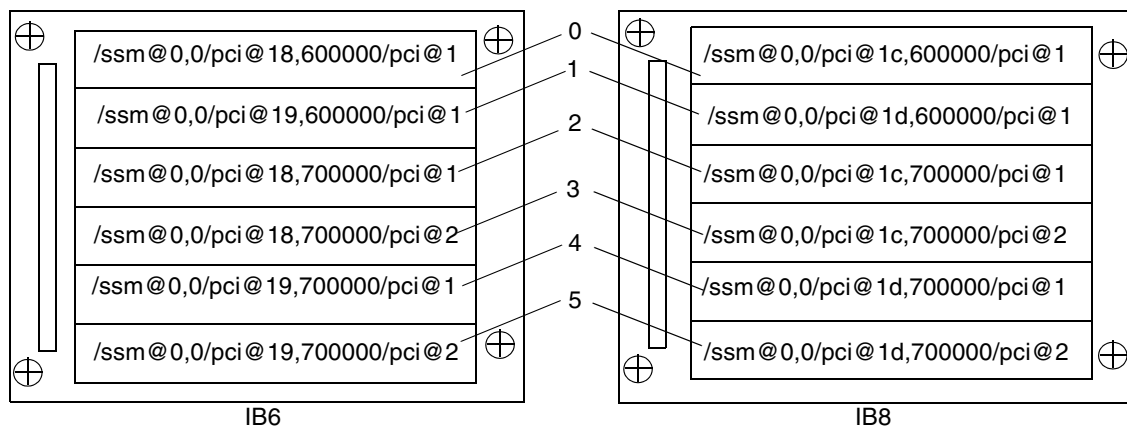 /ssm@0,0/pci@18,600000/pci@1
/ssm@0,0/pci@19,600000/pci@1
/ssm@0,0/pci@18,700000/pci@1
/ssm@0,0/pci@18,700000/pci@2
/ssm@0,0/pci@19,700000/pci@1
/ssm@0,0/pci@19,700000/pci@2
IB6
0
1
2
3
4
5
/ssm@0,0/pci@1c,600000/pci@1
/ssm@0,0/pci@1d,600000/pci@1
/ssm@0,0/pci@1c,700000/pci@1
/ssm@0,0/pci@1c,700000/pci@2
/ssm@0,0/pci@1d,700000/pci@1
/ssm@0,0/pci@1d,700000/pci@2
IB8